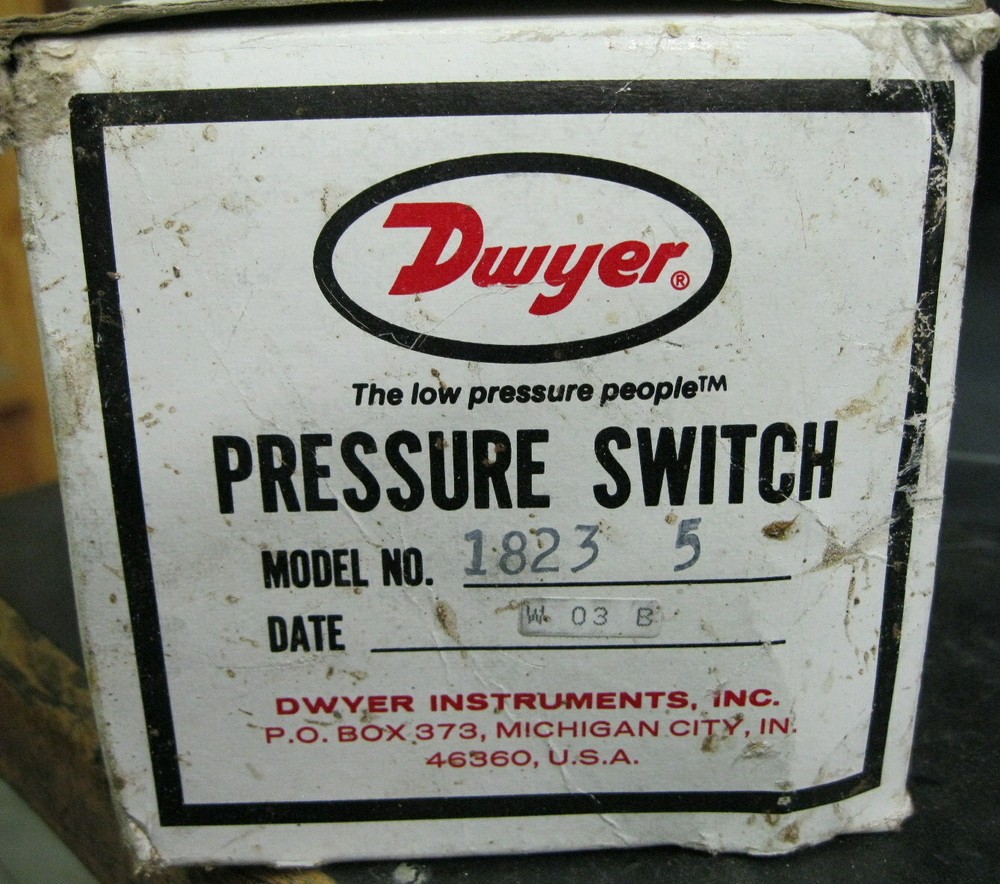 Dwyer®
The low pressure people™
PRESSURE SWITCH
MODEL NO. 1823 5
DATE W 03 B
DWYER INSTRUMENTS, INC.
P.O. BOX 373, MICHIGAN CITY, IN.
46360, U.S.A.